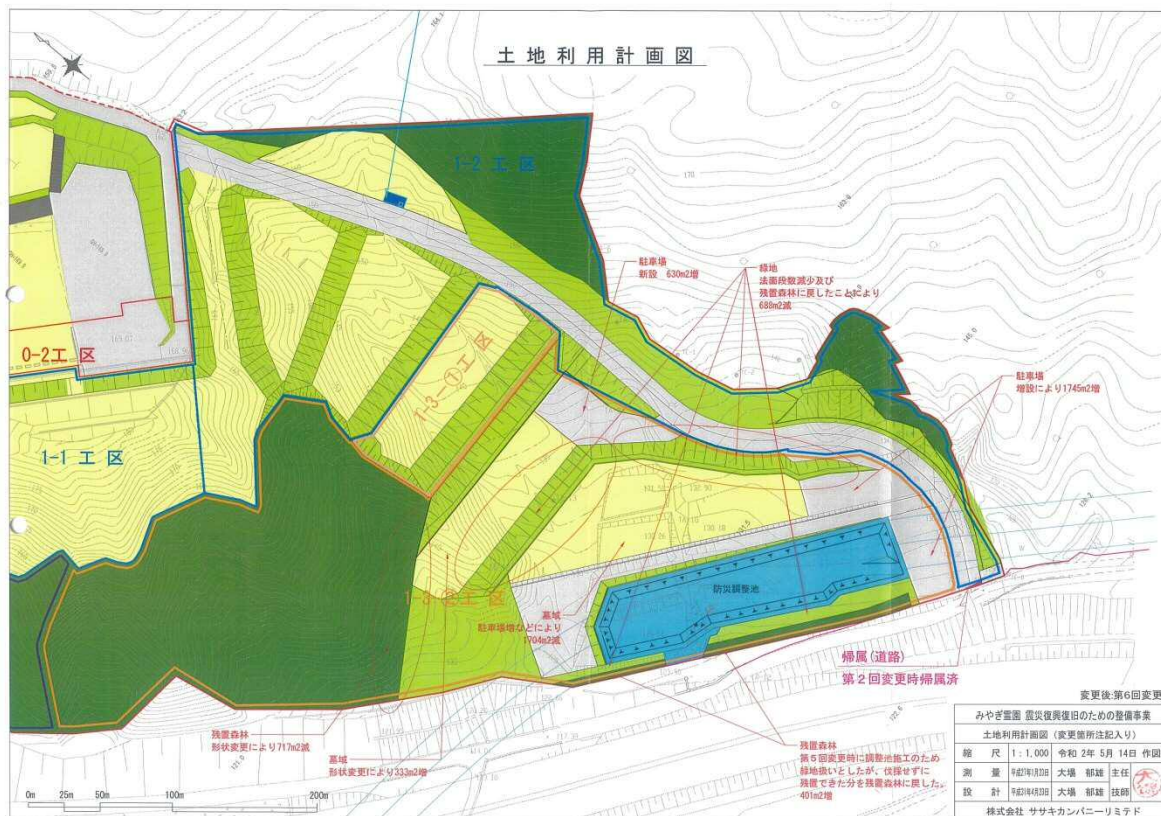 土地利用計画図
1-2 工 区
0-2工 区
1-1 工 区
1-3-①工区
1-3-②工区
170
145.0
169.07
130.90
130.10
駐車場
新設 630m2増
緑地
法面段数減少及び
残置森林に戻したことにより
688m2減
駐車場
増設により1745m2増
防災調整池
墓域
駐車場増などにより
1704m2減
帰属(道路)
第2回変更時帰属済
残置森林
形状変更により717m2減
墓域
形状変更により333m2増
残置森林
第5回変更時に調整池施工のため
緑地扱いとしたが、伐採せずに
残置できた分を残置森林に戻した。
401m2増
0m 25m 50m 100m 200m
変更後:第6回変更
みやぎ霊園 震災復興復旧のための整備事業
土地利用計画図(変更箇所注記入り)
縮 尺 1:1,000 令和 2年 5月 14日 作図
測 量 大場 郁雄 主任
設 計 大場 郁雄 技師
株式会社 ササキカンパニーリミテド